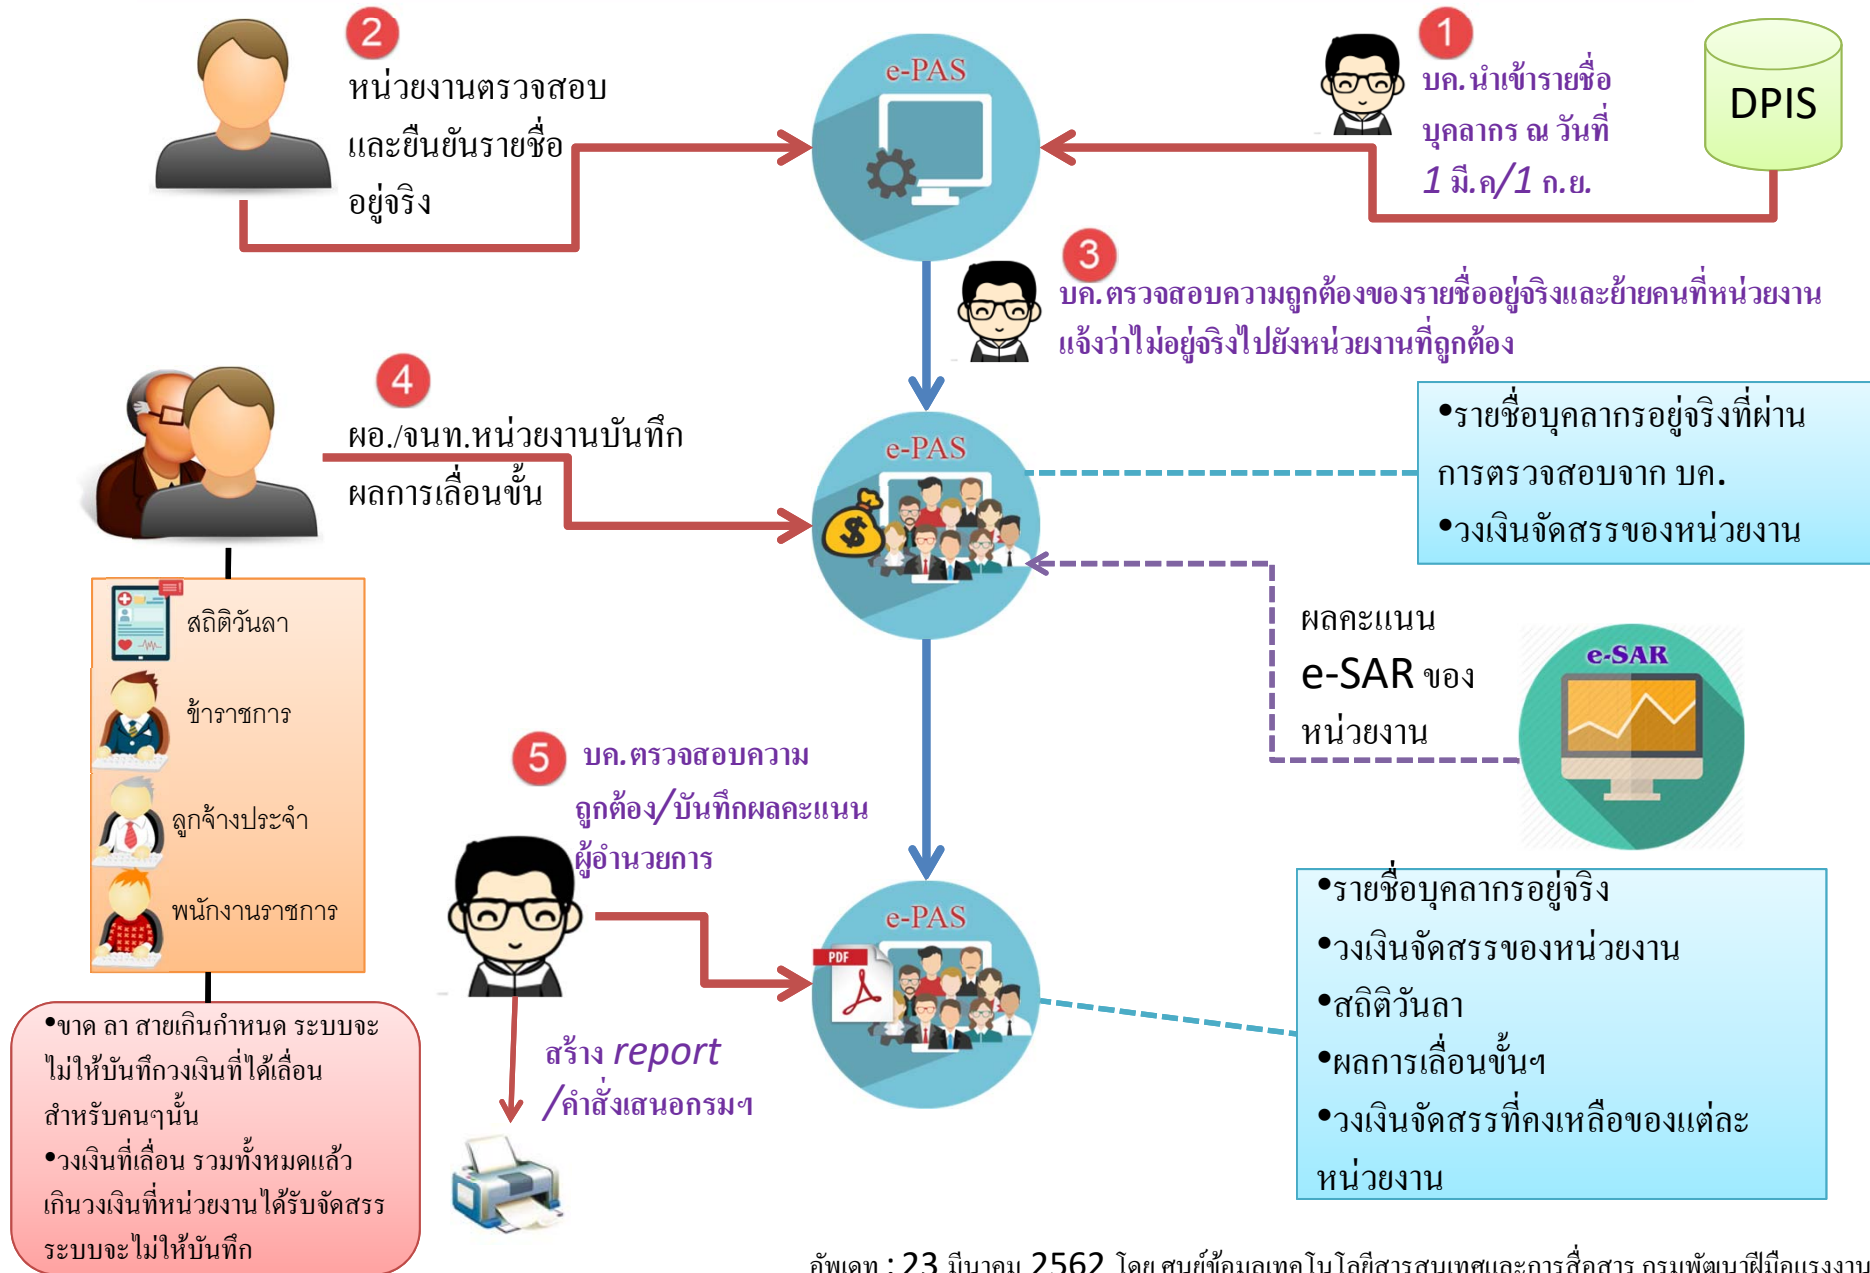 2
หน่วยงานตรวจสอบ
และยืนยันรายชื่อ
อยู่จริง
e-PAS
1
บค.นำเข้ารายชื่อ
บุคลากร ณ วันที่
1 มี.ค/1 ก.ย.
DPIS
3
บค.ตรวจสอบความถูกต้องของรายชื่ออยู่จริงและย้ายคนที่หน่วยงาน
แจ้งว่าไม่อยู่จริงไปยังหน่วยงานที่ถูกต้อง
4
ผอ./จนท.หน่วยงานบันทึก
ผลการเลื่อนขั้น
e-PAS
$
•รายชื่อบุคลากรอยู่จริงที่ผ่าน
การตรวจสอบจาก บค.
•วงเงินจัดสรรของหน่วยงาน
สถิติวันลา
ข้าราชการ
ลูกจ้างประจำ
พนักงานราชการ
ผลคะแนน
e-SAR ของ
หน่วยงาน
e-SAR
5
บค.ตรวจสอบความ
ถูกต้อง/บันทึกผลคะแนน
ผู้อำนวยการ
e-PAS
PDF
•รายชื่อบุคลากรอยู่จริง
•วงเงินจัดสรรของหน่วยงาน
•สถิติวันลา
•ผลการเลื่อนขั้นฯ
•วงเงินจัดสรรที่คงเหลือของแต่ละ
หน่วยงาน
•ขาด ลา สายเกินกำหนด ระบบจะ
ไม่ให้บันทึกวงเงินที่ได้เลื่อน
สำหรับคนๆนั้น
•วงเงินที่เลื่อน รวมทั้งหมดแล้ว
เกินวงเงินที่หน่วยงานได้รับจัดสรร
ระบบจะไม่ให้บันทึก
สร้าง report
/คำสั่งเสนอกรมฯ
อัพเดท : 23 มีนาคม 2562 โดย ศูนย์ข้อมูลเทคโนโลยีสารสนเทศและการสื่อสาร กรมพัฒนาฝีมือแรงงาน